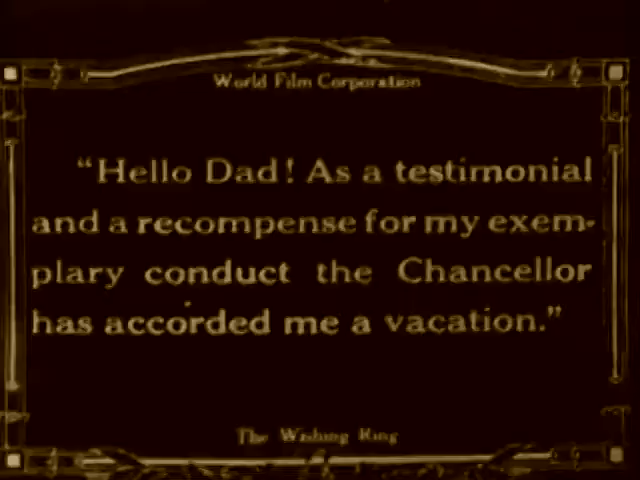 World Film Corporation
"Hello Dad! As a testimonial
and a recompense for my exem-
plary conduct the Chancellor
has accorded me a vacation."
The Wishing Ring